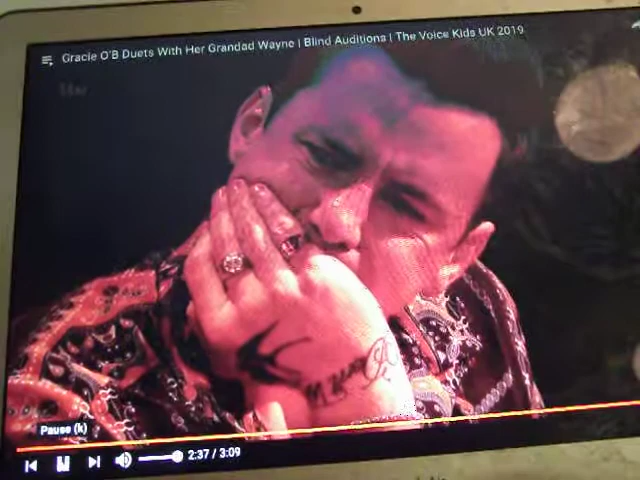 Gracie O'B Duets With Her Grandad Wayne | Blind Auditions | The Voice Kids UK 2019
Pause (k)
2:37 / 3:09